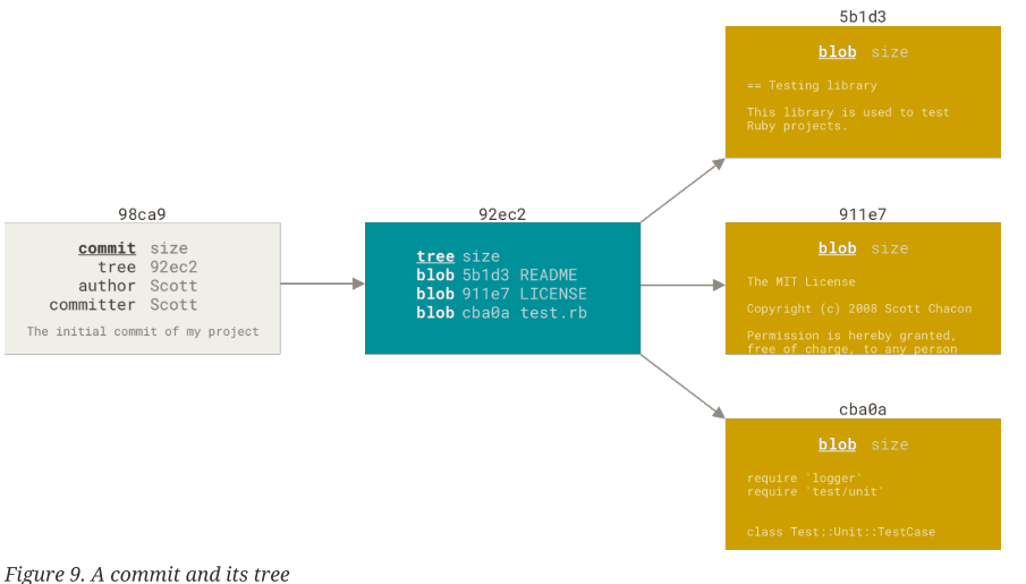 5b1d3
blob size
== Testing library
This library is used to test
Ruby projects.
98ca9
commit size
tree 92ec2
author Scott
committer Scott
The initial commit of my project
92ec2
tree size
blob 5b1d3 README
blob 911e7 LICENSE
blob cba0a test.rb
911e7
blob size
The MIT License
Copyright (c) 2008 Scott Chacon
Permission is hereby granted,
free of charge, to any person
cba0a
blob size
require 'logger'
require 'test/unit'
class Test::Unit::TestCase
Figure 9. A commit and its tree